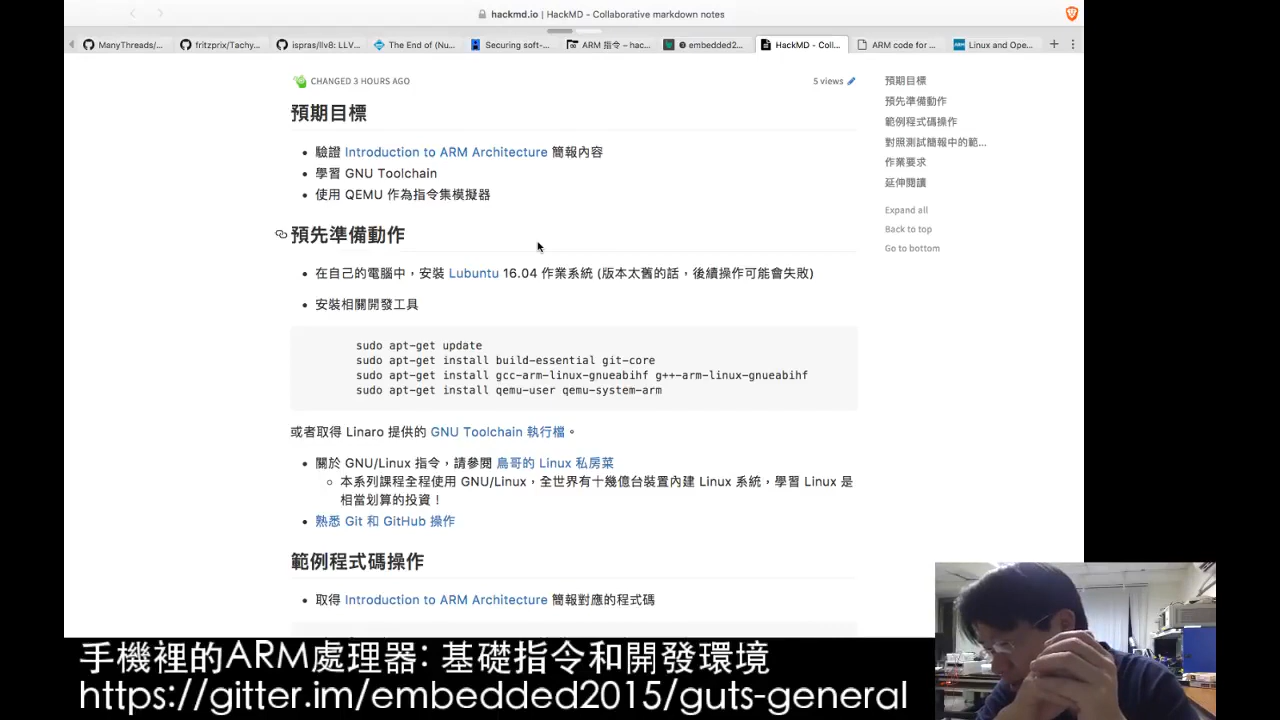 hackmd.io | HackMD - Collaborative markdown notes
ManyThreads/...
fritzprix/Tachy...
ispras/llv8: LLV...
The End of (Nu...
Securing soft-...
ARM 指令 – hac...
embedded2...
HackMD - Coll...
ARM code for ...
Linux and Ope...
CHANGED 3 HOURS AGO
5 views
預期目標
驗證 Introduction to ARM Architecture 簡報內容
學習 GNU Toolchain
使用 QEMU 作為指令集模擬器
預先準備動作
在自己的電腦中，安裝 Lubuntu 16.04 作業系統 (版本太舊的話，後續操作可能會失敗)
安裝相關開發工具
sudo apt-get update
sudo apt-get install build-essential git-core
sudo apt-get install gcc-arm-linux-gnueabihf g++-arm-linux-gnueabihf
sudo apt-get install qemu-user qemu-system-arm
或者取得 Linaro 提供的 GNU Toolchain 執行檔。
關於 GNU/Linux 指令，請參閱 鳥哥的 Linux 私房菜
本系列課程全程使用 GNU/Linux，全世界有十幾億台裝置內建 Linux 系統，學習 Linux 是
相當划算的投資！
熟悉 Git 和 GitHub 操作
範例程式碼操作
取得 Introduction to ARM Architecture 簡報對應的程式碼
預期目標
預先準備動作
範例程式碼操作
對照測試簡報中的範...
作業要求
延伸閱讀
Expand all
Back to top
Go to bottom
手機裡的ARM處理器: 基礎指令和開發環境
https://gitter.im/embedded2015/guts-general